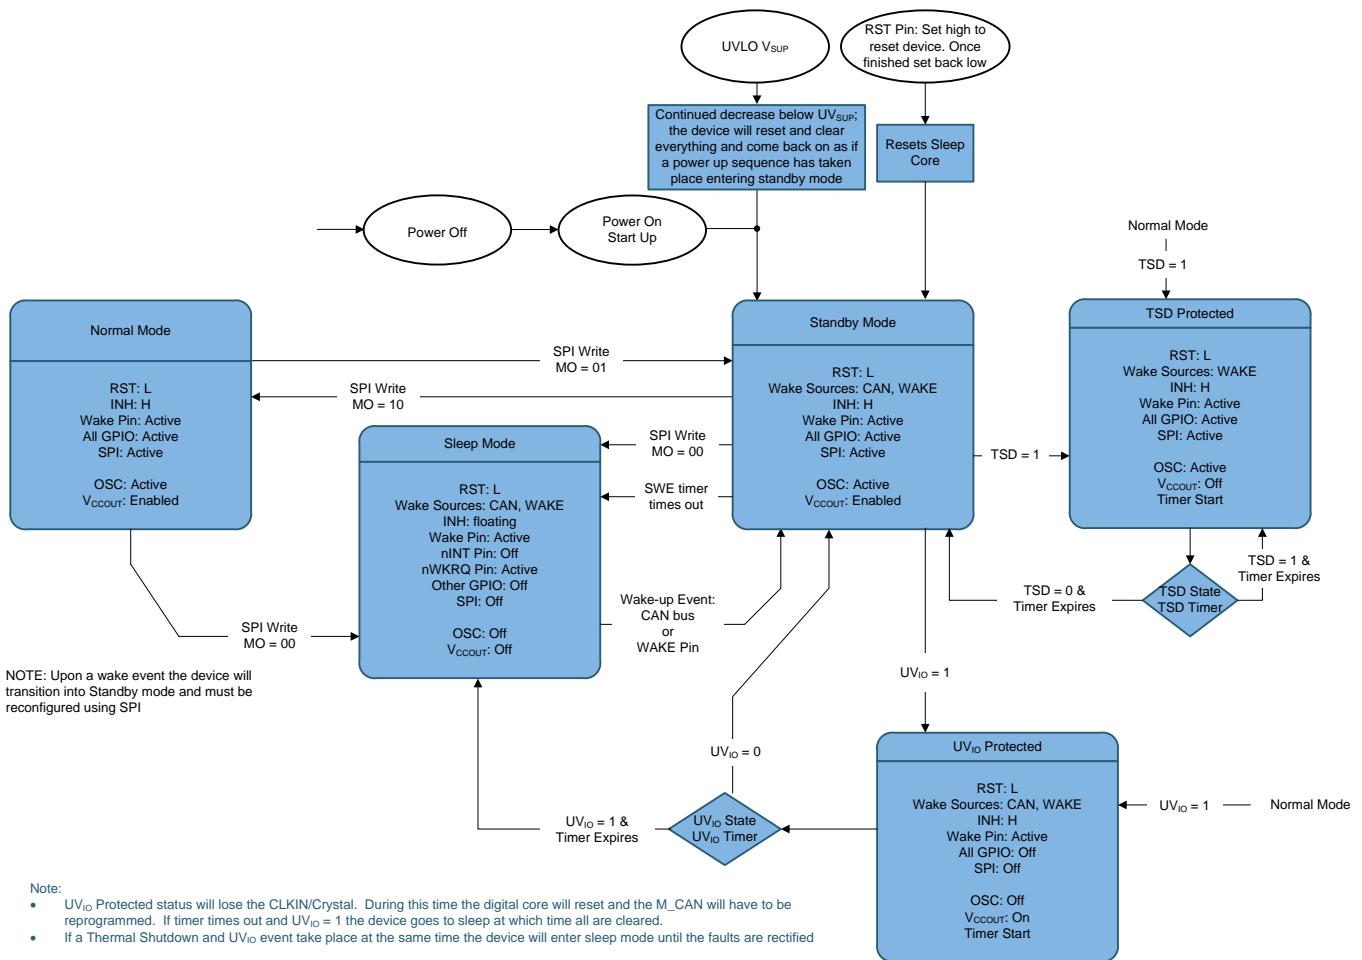 UVLO VSUP
RST Pin: Set high to
reset device. Once
finished set back low
Continued decrease below UVSUP;
the device will reset and clear
everything and come back on as if
a power up sequence has taken
place entering standby mode
Resets Sleep
Core
Power Off
Power On
Start Up
Normal Mode
TSD = 1
Normal Mode
RST: L
INH: H
Wake Pin: Active
All GPIO: Active
SPI: Active
OSC: Active
VCCOUT: Enabled
SPI Write
MO = 01
SPI Write
MO = 10
Standby Mode
RST: L
Wake Sources: CAN, WAKE
INH: H
Wake Pin: Active
All GPIO: Active
SPI: Active
OSC: Active
VCCOUT: Enabled
TSD = 1
TSD Protected
RST: L
Wake Sources: WAKE
INH: H
Wake Pin: Active
All GPIO: Active
SPI: Active
OSC: Active
VCCOUT: Off
Timer Start
Sleep Mode
RST: L
Wake Sources: CAN, WAKE
INH: floating
Wake Pin: Active
nINT Pin: Off
nWKRQ Pin: Active
Other GPIO: Off
SPI: Off
OSC: Off
VCCOUT: Off
SPI Write
MO = 00
SWE timer
times out
Wake-up Event:
CAN bus
or
WAKE Pin
TSD = 0 &
Timer Expires
TSD State
TSD Timer
TSD = 1 &
Timer Expires
SPI Write
MO = 00
NOTE: Upon a wake event the device will
transition into Standby mode and must be
reconfigured using SPI
UVIO = 1
UVIO = 0
UVIO Protected
RST: L
Wake Sources: CAN, WAKE
INH: H
Wake Pin: Active
All GPIO: Off
SPI: Off
OSC: Off
VCCOUT: On
Timer Start
UVIO = 1
Normal Mode
UVIO State
UVIO Timer
UVIO = 1 &
Timer Expires
Note:
• UVIO Protected status will lose the CLKIN/Crystal. During this time the digital core will reset and the M_CAN will have to be
reprogrammed. If timer times out and UVIO = 1 the device goes to sleep at which time all are cleared.
• If a Thermal Shutdown and UVIO event take place at the same time the device will enter sleep mode until the faults are rectified